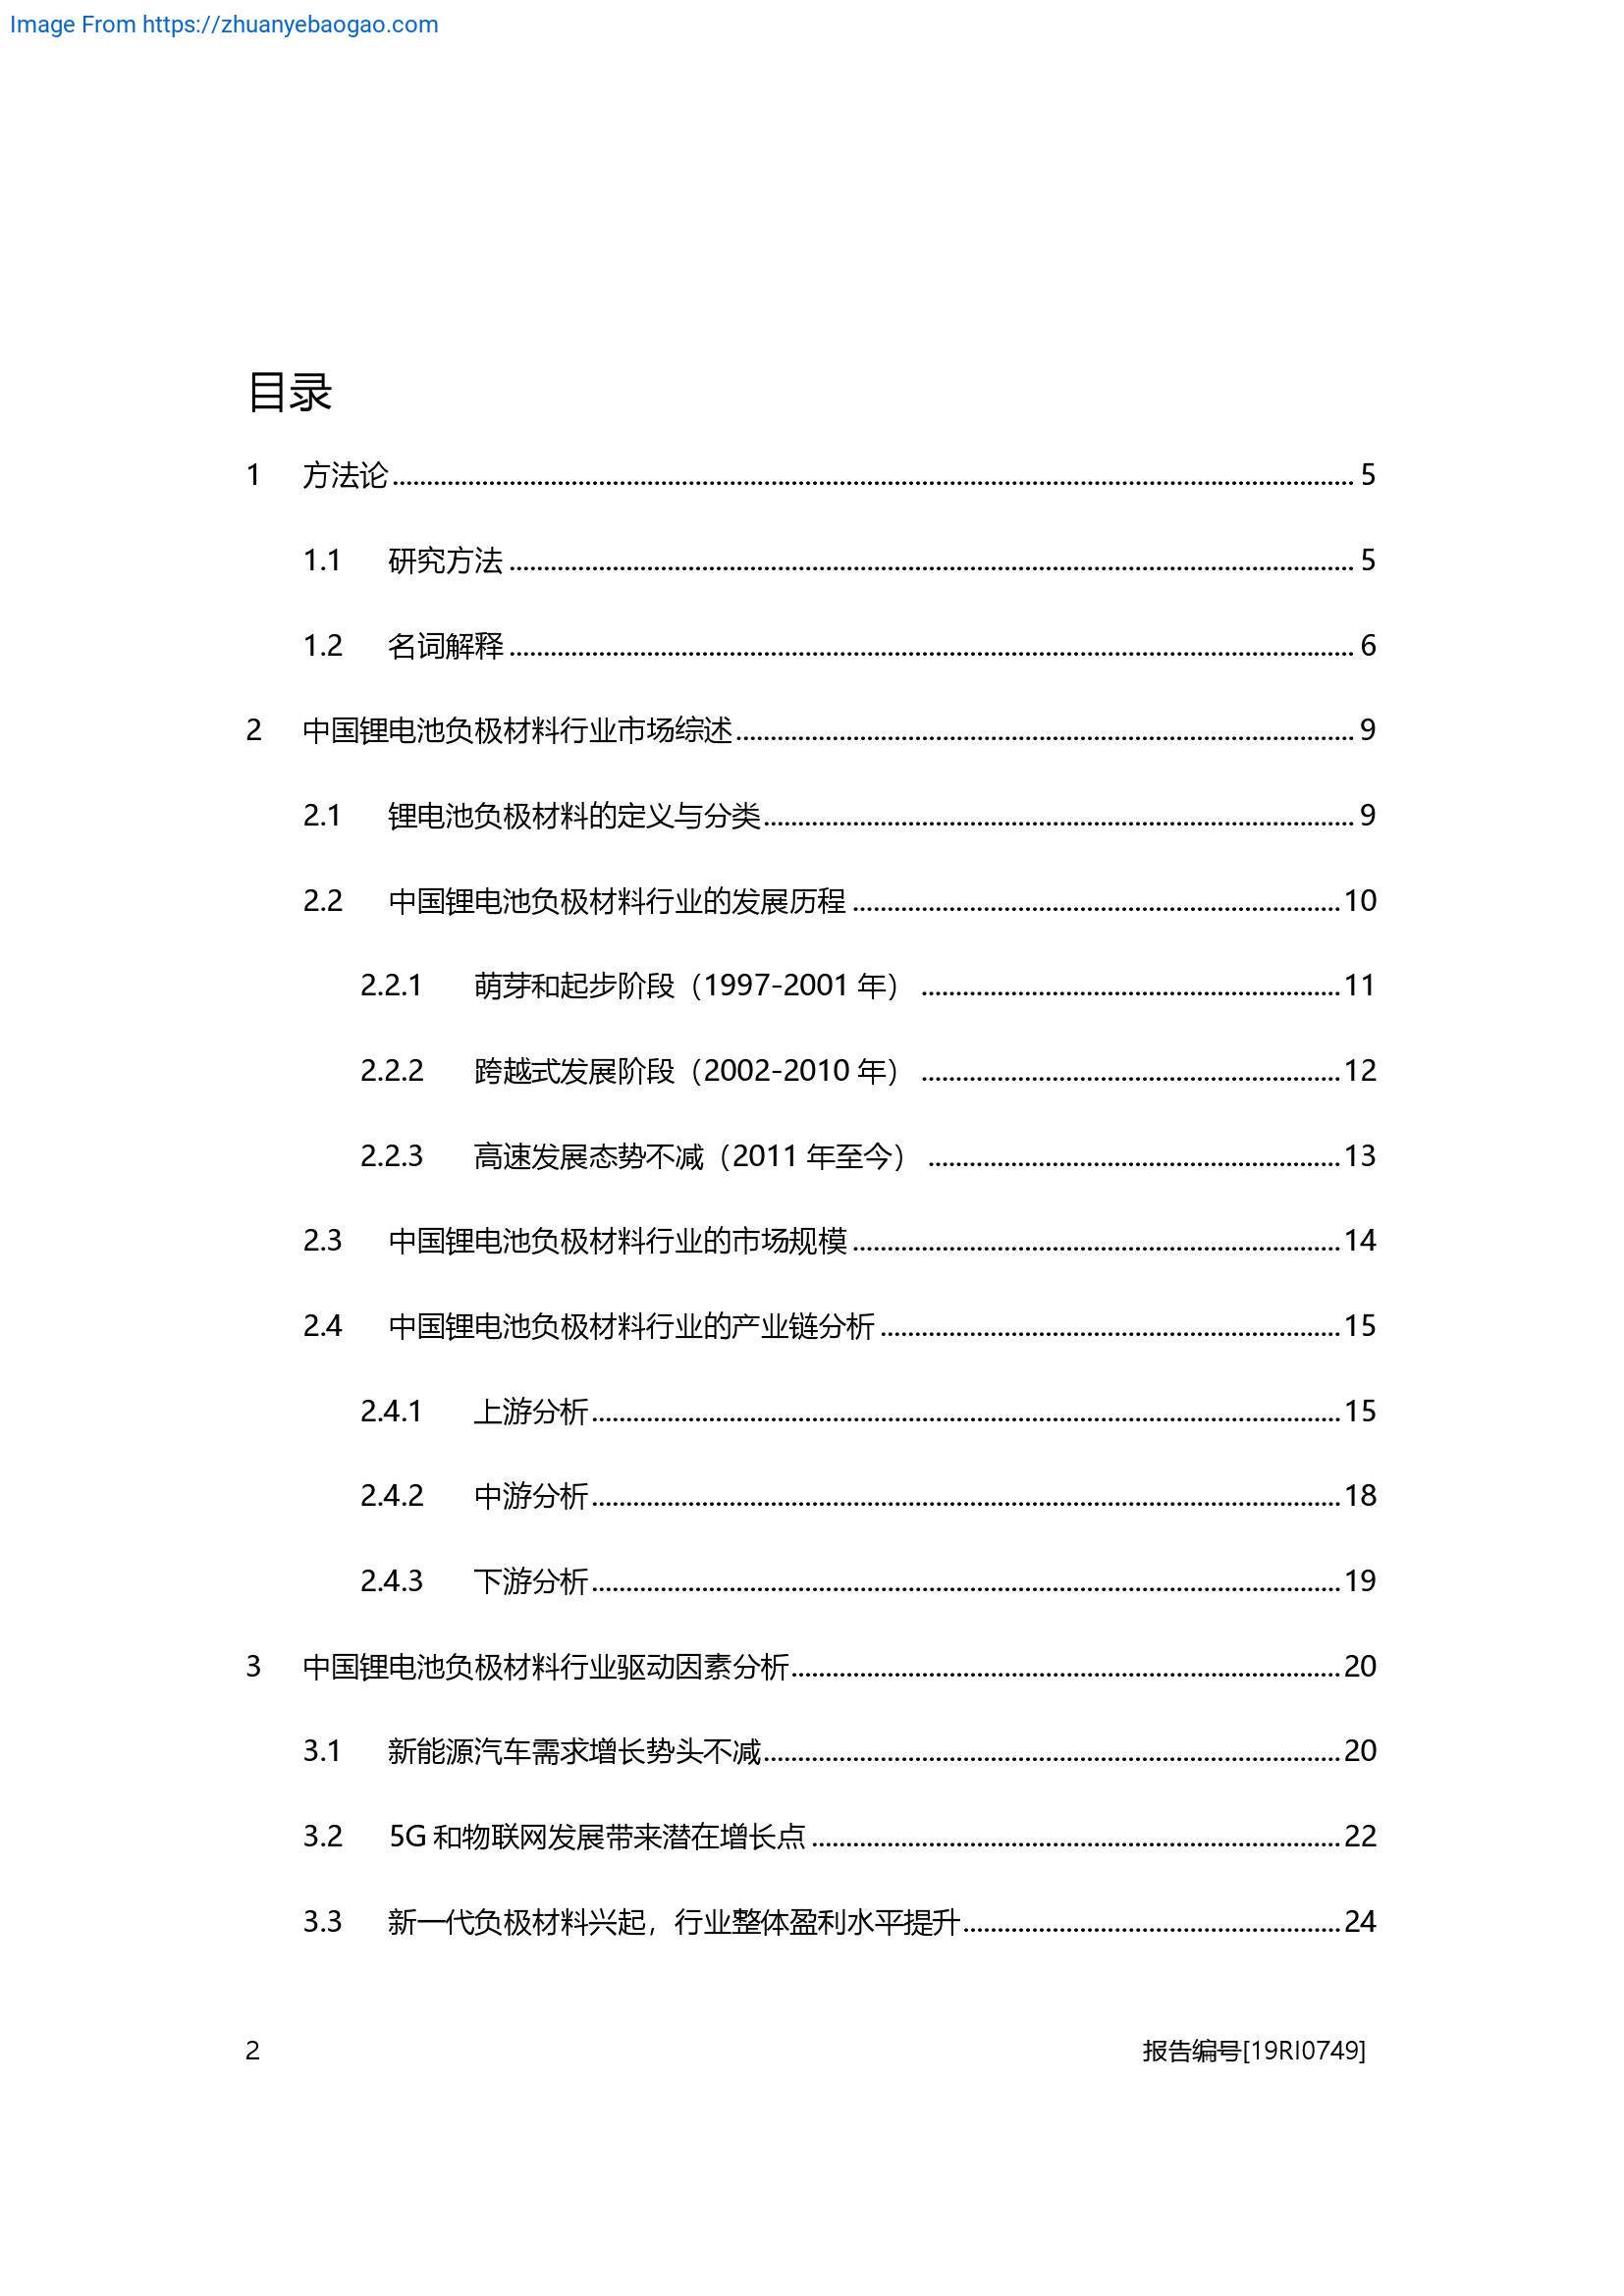 Image From https://zhuanyebaogao.com
目录
1 方法论 5
1.1 研究方法 5
1.2 名词解释 6
2 中国锂电池负极材料行业市场综述 9
2.1 锂电池负极材料的定义与分类 9
2.2 中国锂电池负极材料行业的发展历程 10
2.2.1 萌芽和起步阶段（1997-2001 年） 11
2.2.2 跨越式发展阶段（2002-2010 年） 12
2.2.3 高速发展态势不减（2011 年至今） 13
2.3 中国锂电池负极材料行业的市场规模 14
2.4 中国锂电池负极材料行业的产业链分析 15
2.4.1 上游分析 15
2.4.2 中游分析 18
2.4.3 下游分析 19
3 中国锂电池负极材料行业驱动因素分析 20
3.1 新能源汽车需求增长势头不减 20
3.2 5G 和物联网发展带来潜在增长点 22
3.3 新一代负极材料兴起，行业整体盈利水平提升 24
2 报告编号[19RI0749]